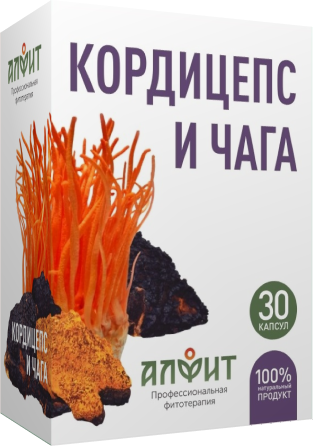 АЛФИТ
Профессиональная
фитотерапия
КОРДИЦЕПС
И ЧАГА
КОРДИЦЕПС
И ЧАГА
30
КАПСУЛ
АЛФИТ
Профессиональная
фитотерапия
100%
натуральный
ПРОДУКТ